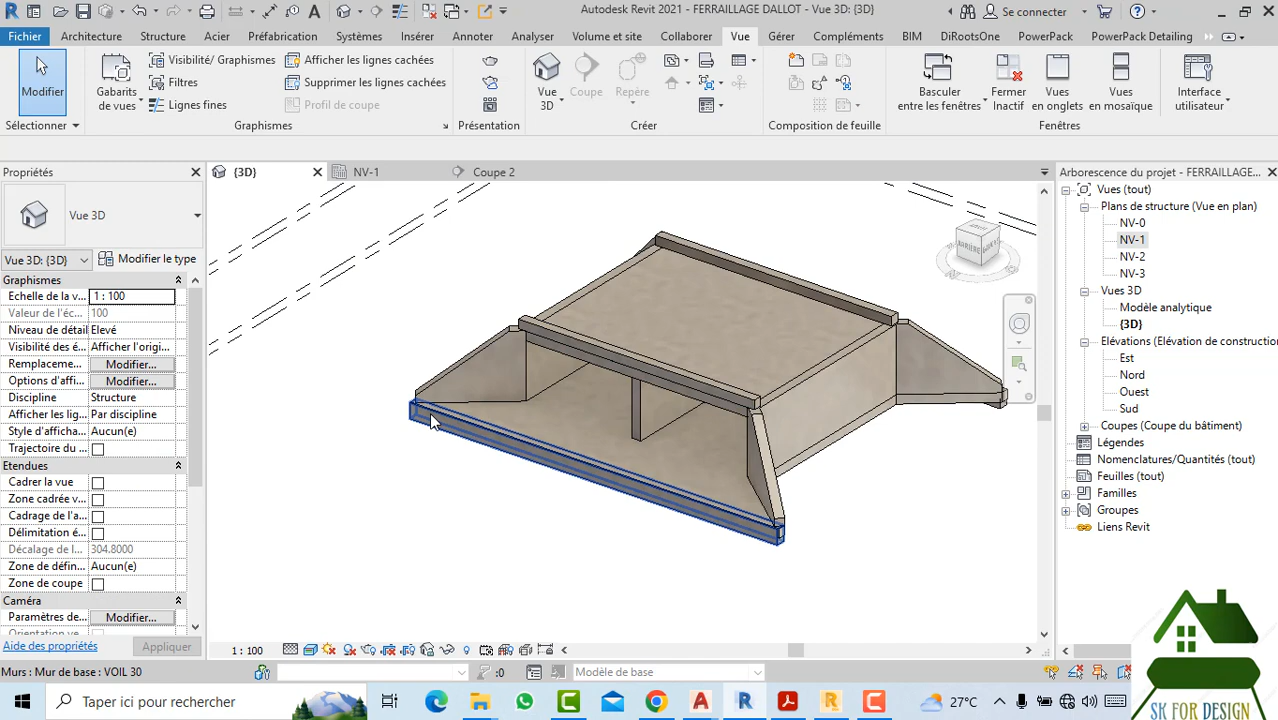 Autodesk Revit 2021 - FERRAILLAGE DALLOT - Vue 3D: {3D}
Se connecter
Fichier Architecture Structure Acier Préfabrication Systèmes Insérer Annoter Analyser Volume et site Collaborer Vue Gérer Compléments BIM DiRootsOne PowerPack PowerPack Detailing
Modifier
Sélectionner
Gabarits
de vues
Visibilité/ Graphismes
Filtres
Lignes fines
Afficher les lignes cachées
Supprimer les lignes cachées
Profil de coupe
Graphismes
Présentation
Vue
3D
Coupe
Repère
Créer
Composition de feuille
Basculer
entre les fenêtres
Fermer
Inactif
Vues
en onglets
Vues
en mosaïque
Fenêtres
Interface
utilisateur
Propriétés
{3D}
NV-1
Coupe 2
Vue 3D
Vue 3D: {3D}
Modifier le type
Graphismes
Echelle de la v... 1 : 100
Valeur de l'éc... 100
Niveau de détail Elevé
Visibilité des é... Afficher l'origi...
Remplaceme... Modifier...
Options d'affi... Modifier...
Discipline Structure
Afficher les lig... Par discipline
Style d'afficha... Aucun(e)
Trajectoire du ...
Etendues
Cadrer la vue
Zone cadrée v...
Cadrage de l'a...
Délimitation é...
Décalage de l... 304.8000
Zone de défin... Aucun(e)
Zone de coupe
Caméra
Paramètres de... Modifier...
Orientation ve...
Aide des propriétés
Appliquer
ARRIÈRE
Arborescence du projet - FERRAILLAGE...
Vues (tout)
Plans de structure (Vue en plan)
NV-0
NV-1
NV-2
NV-3
Vues 3D
Modèle analytique
{3D}
Elévations (Elévation de constructio
Est
Nord
Ouest
Sud
Coupes (Coupe du bâtiment)
Légendes
Nomenclatures/Quantités (tout)
Feuilles (tout)
Familles
Groupes
Liens Revit
1 : 100
Murs : Mur de base : VOIL 30
:0
Modèle de base
Taper ici pour rechercher
27°C
SK FOR DESIGN